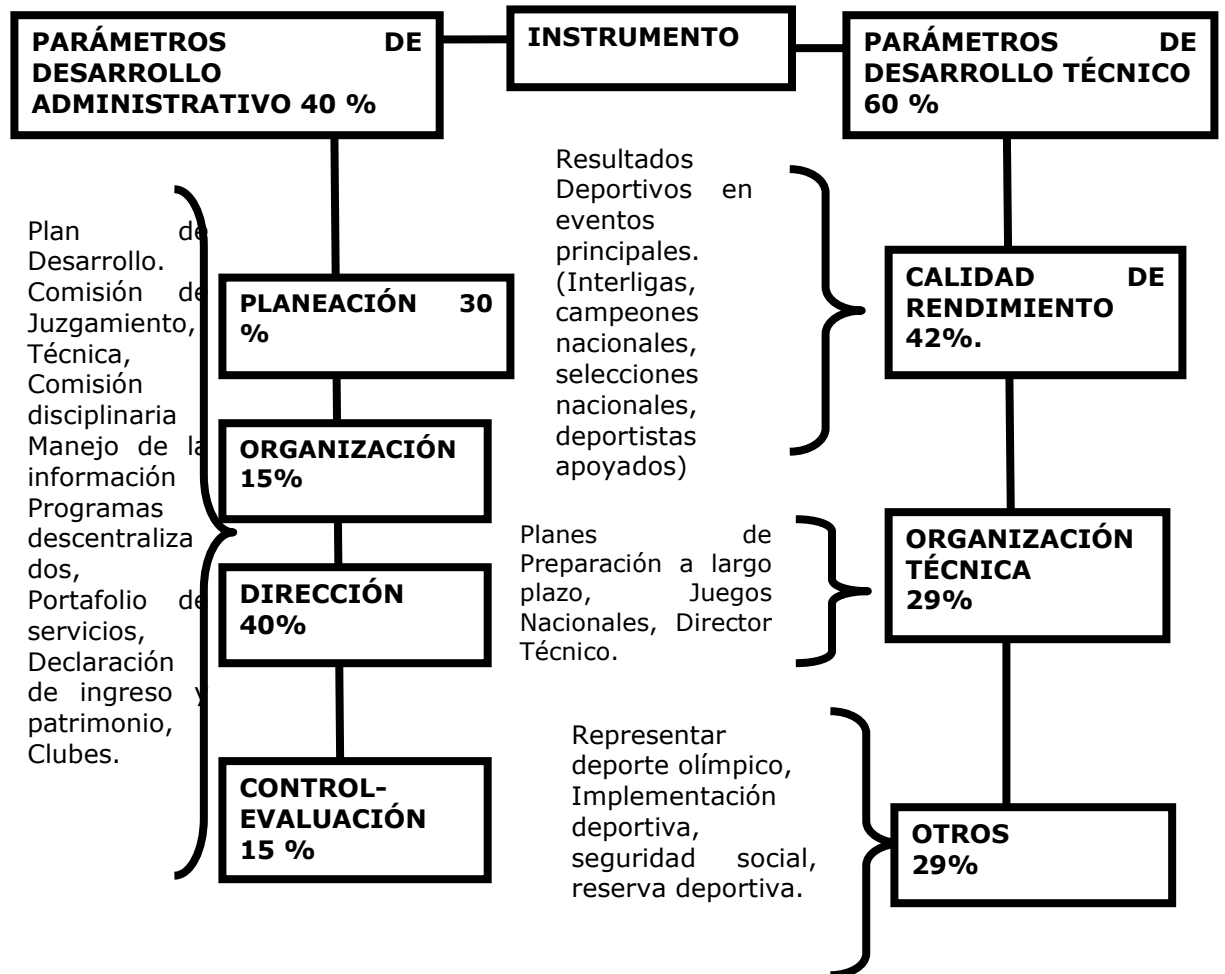 PARÁMETROS DE
DESARROLLO
ADMINISTRATIVO 40 %
INSTRUMENTO
PARÁMETROS DE
DESARROLLO TÉCNICO
60 %
Plan de
Desarrollo.
Comisión de
Juzgamiento,
Técnica,
Comisión
disciplinaria
Manejo de la
información
Programas
descentraliza
dos,
Portafolio de
servicios,
Declaración
de ingreso y
patrimonio,
Clubes.
PLANEACIÓN 30
%
ORGANIZACIÓN
15%
DIRECCIÓN
40%
CONTROL-
EVALUACIÓN
15 %
Resultados
Deportivos en
eventos
principales.
(Interligas,
campeones
nacionales,
selecciones
nacionales,
deportistas
apoyados)
CALIDAD DE
RENDIMIENTO
42%.
Planes de
Preparación a largo
plazo, Juegos
Nacionales, Director
Técnico.
ORGANIZACIÓN
TÉCNICA
29%
Representar
deporte olímpico,
Implementación
deportiva,
seguridad social,
reserva deportiva.
OTROS
29%